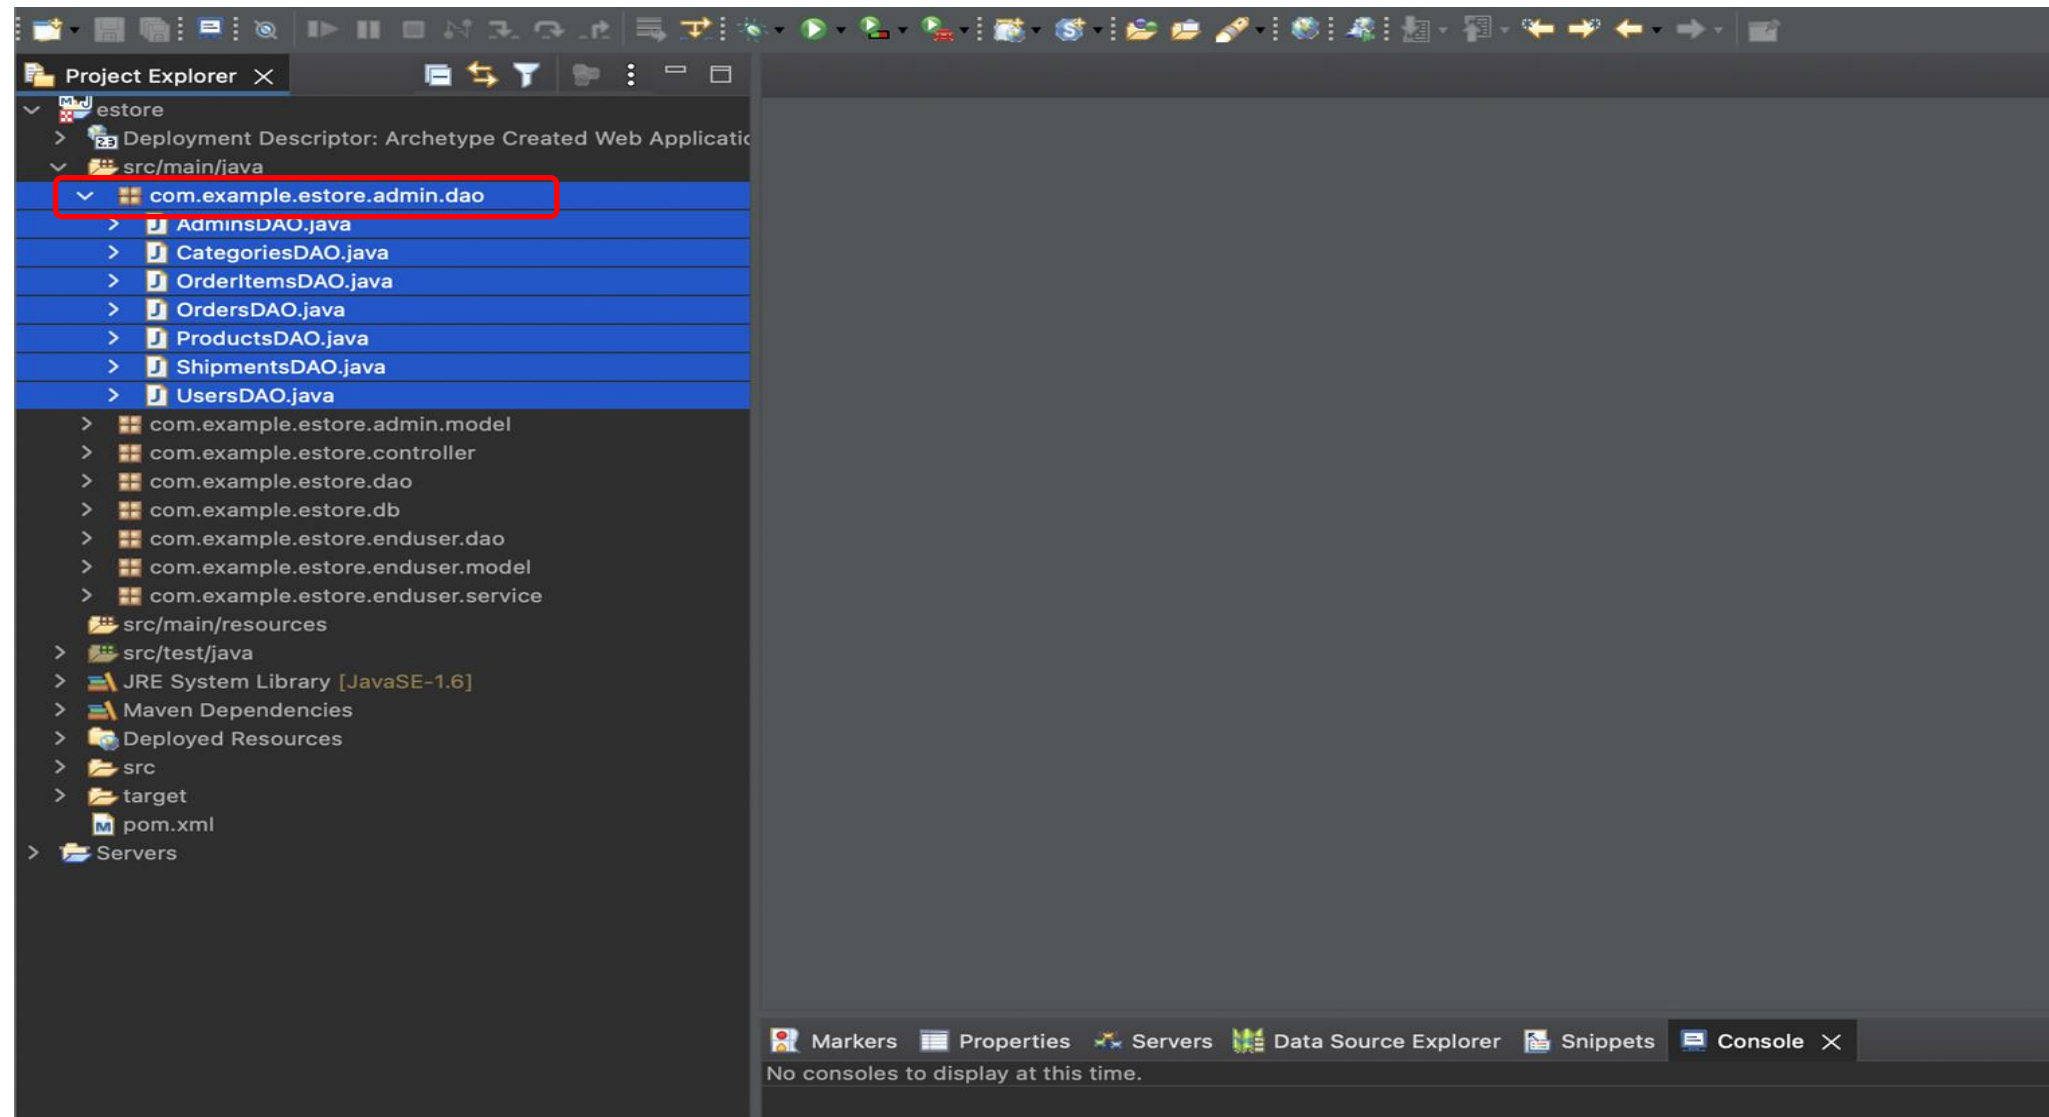 Project Explorer
estore
Deployment Descriptor: Archetype Created Web Applicatic
src/main/java
com.example.estore.admin.dao
AdminsDAO.java
CategoriesDAO.java
OrderItemsDAO.java
OrdersDAO.java
ProductsDAO.java
ShipmentsDAO.java
UsersDAO.java
com.example.estore.admin.model
com.example.estore.controller
com.example.estore.dao
com.example.estore.db
com.example.estore.enduser.dao
com.example.estore.enduser.model
com.example.estore.enduser.service
src/main/resources
src/test/java
JRE System Library [JavaSE-1.6]
Maven Dependencies
Deployed Resources
src
target
pom.xml
Servers
Markers Properties Servers Data Source Explorer Snippets Console
No consoles to display at this time.